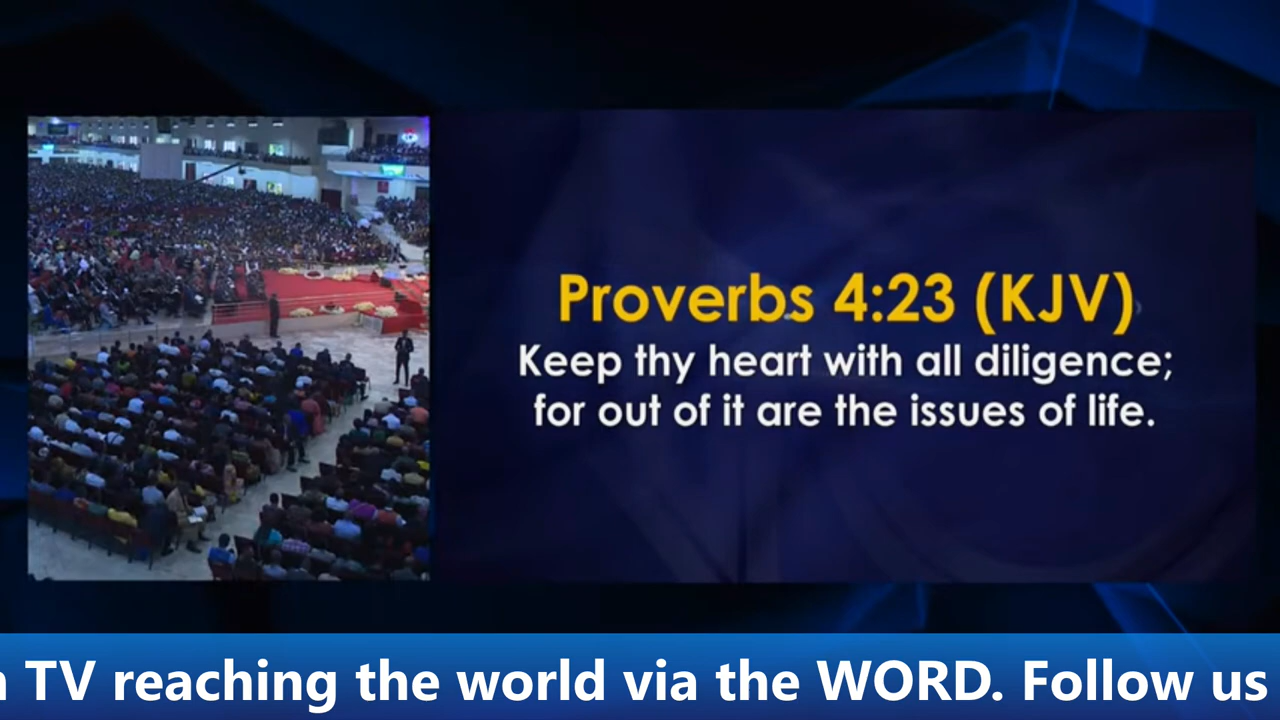 Proverbs 4:23 (KJV)
Keep thy heart with all diligence;
for out of it are the issues of life.
TV reaching the world via the WORD. Follow us